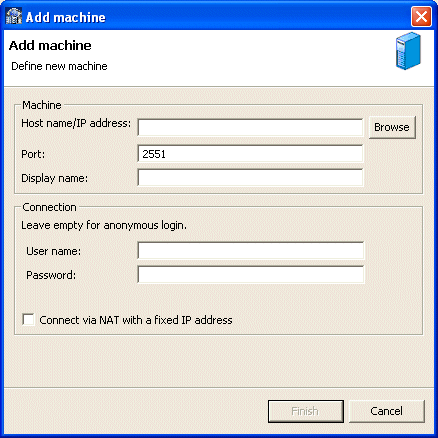 Add machine
Add machine
Define new machine
Machine
Host name/IP address:
Browse
Port: 2551
Display name:
Connection
Leave empty for anonymous login.
User name:
Password:
Connect via NAT with a fixed IP address
Finish Cancel